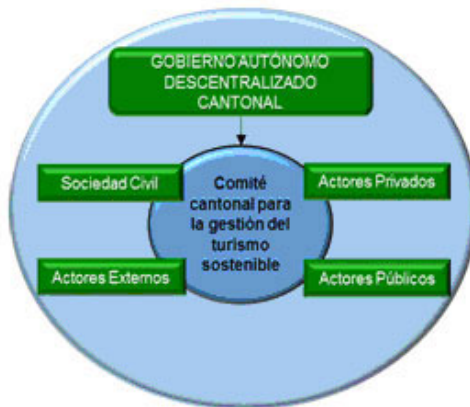 GOBIERNO AUTÓNOMO
DESCENTRALIZADO
CANTONAL
Sociedad Civil
Actores Privados
Comité
cantonal para
la gestión del
turismo
sostenible
Actores Externos
Actores Públicos